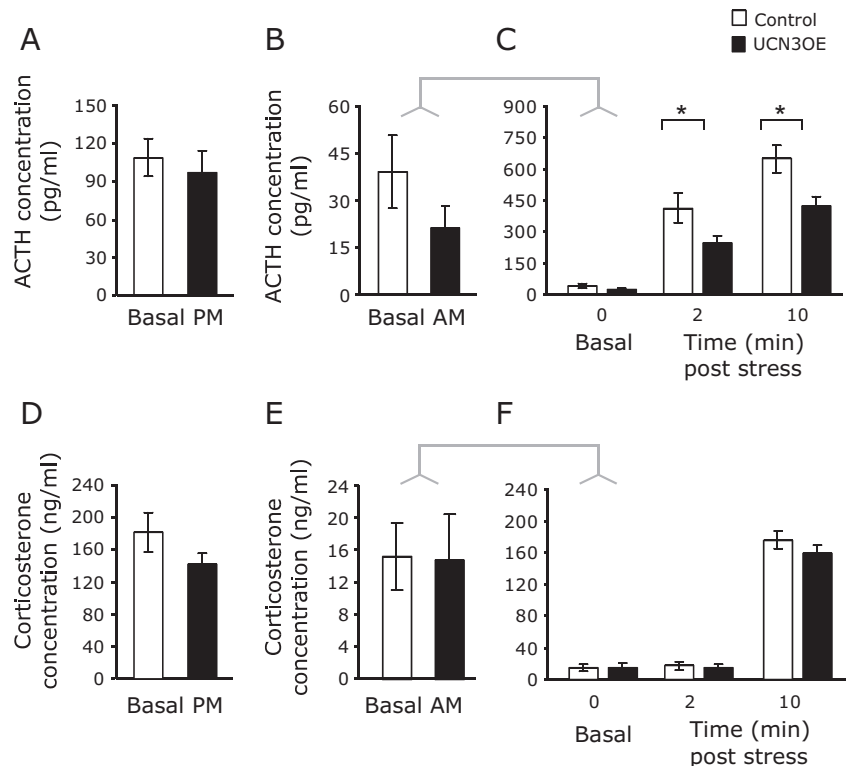 Control
UCN3OE
A
B
C
ACTH concentration
(pg/ml)
150
120
90
60
30
0
Basal PM
ACTH concentration
(pg/ml)
60
45
30
15
0
Basal AM
900
750
600
450
300
150
0
*
*
0
2
10
Basal
Time (min)
post stress
D
E
F
Corticosterone
concentration (ng/ml)
240
200
160
120
80
40
0
Basal PM
Corticosterone
concentration (ng/ml)
24
20
16
12
8
4
0
Basal AM
240
200
160
120
80
40
0
0
2
10
Basal
Time (min)
post stress